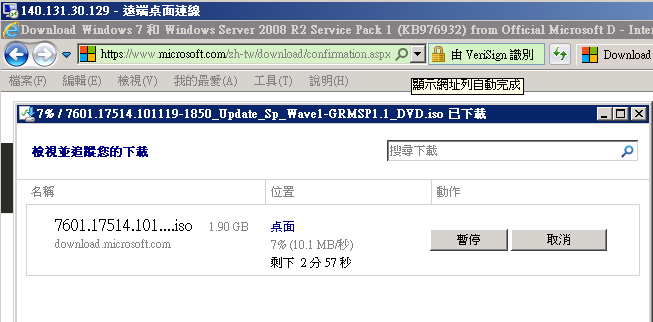 140.131.30.129 - 遠端桌面連線
Download Windows 7 和 Windows Server 2008 R2 Service Pack 1 (KB976932) from Official Microsoft D - Inter
https://www.microsoft.com/zh-tw/download/confirmation.aspx 由 VeriSign 識別 Download
檔案(F) 編輯(E) 檢視(V) 我的最愛(A) 工具(T) 說明(H)
顯示網址列自動完成
7% / 7601.17514.101119-1850_Update_Sp_Wave1-GRMSP1.1_DVD.iso 已下載
檢視並追蹤您的下載 搜尋下載
名稱 位置 動作
7601.17514.101....iso 1.90 GB 桌面
download.microsoft.com 7% (10.1 MB/秒) 暫停 取消
剩下 2 分 57 秒